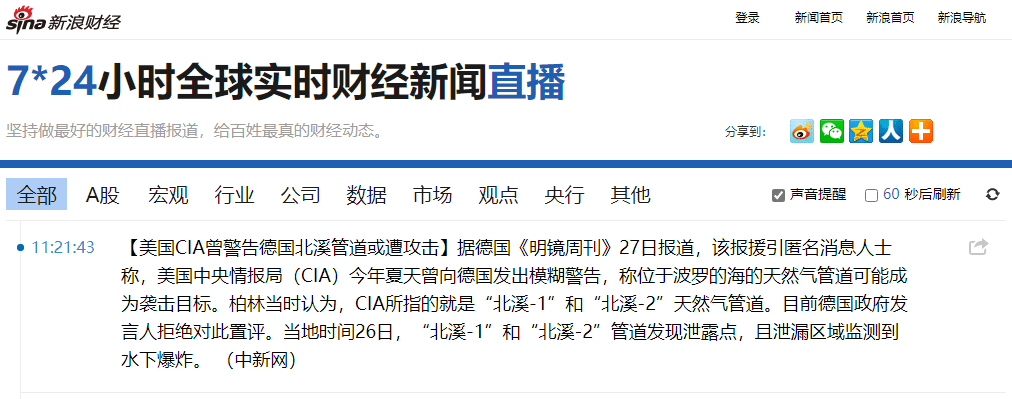 sina新浪财经 登录 新闻首页 新浪首页 新浪导航
7*24小时全球实时财经新闻直播
坚持做最好的财经直播报道，给百姓最真的财经动态。 分享到：
全部 A股 宏观 行业 公司 数据 市场 观点 央行 其他 声音提醒 60 秒后刷新
11:21:43 【美国CIA曾警告德国北溪管道或遭攻击】据德国《明镜周刊》27日报道，该报援引匿名消息人士
称，美国中央情报局（CIA）今年夏天曾向德国发出模糊警告，称位于波罗的海的天然气管道可能成
为袭击目标。柏林当时认为，CIA所指的就是“北溪-1”和“北溪-2”天然气管道。目前德国政府发
言人拒绝对此置评。当地时间26日，“北溪-1”和“北溪-2”管道发现泄露点，且泄漏区域监测到
水下爆炸。（中新网）